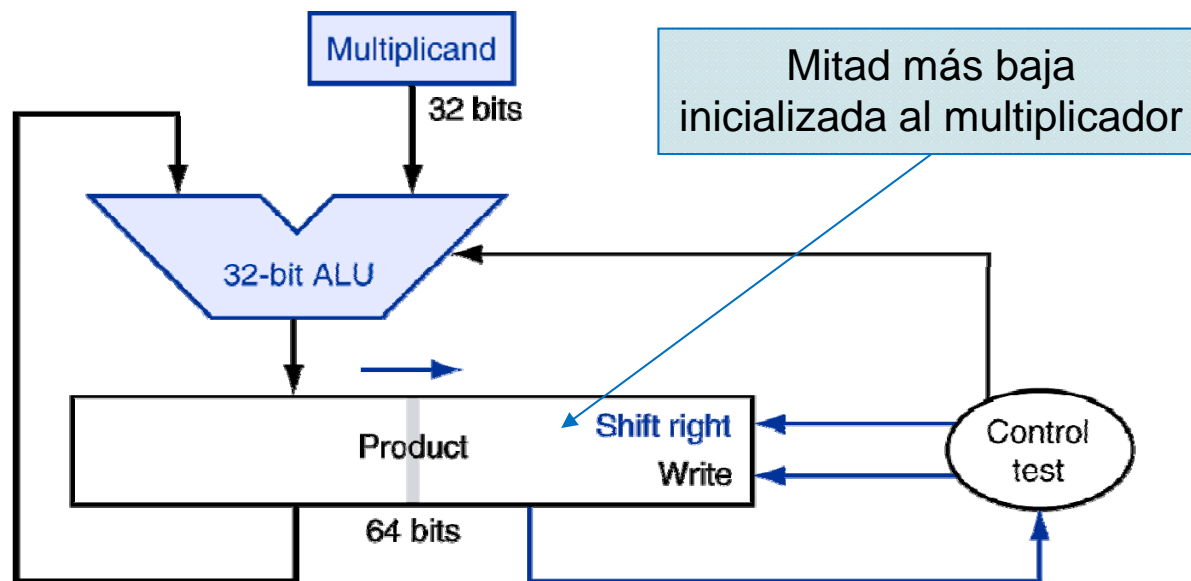 Multiplicand
32 bits
Mitad más baja
inicializada al multiplicador
32-bit ALU
Product
Shift right
Write
64 bits
Control
test